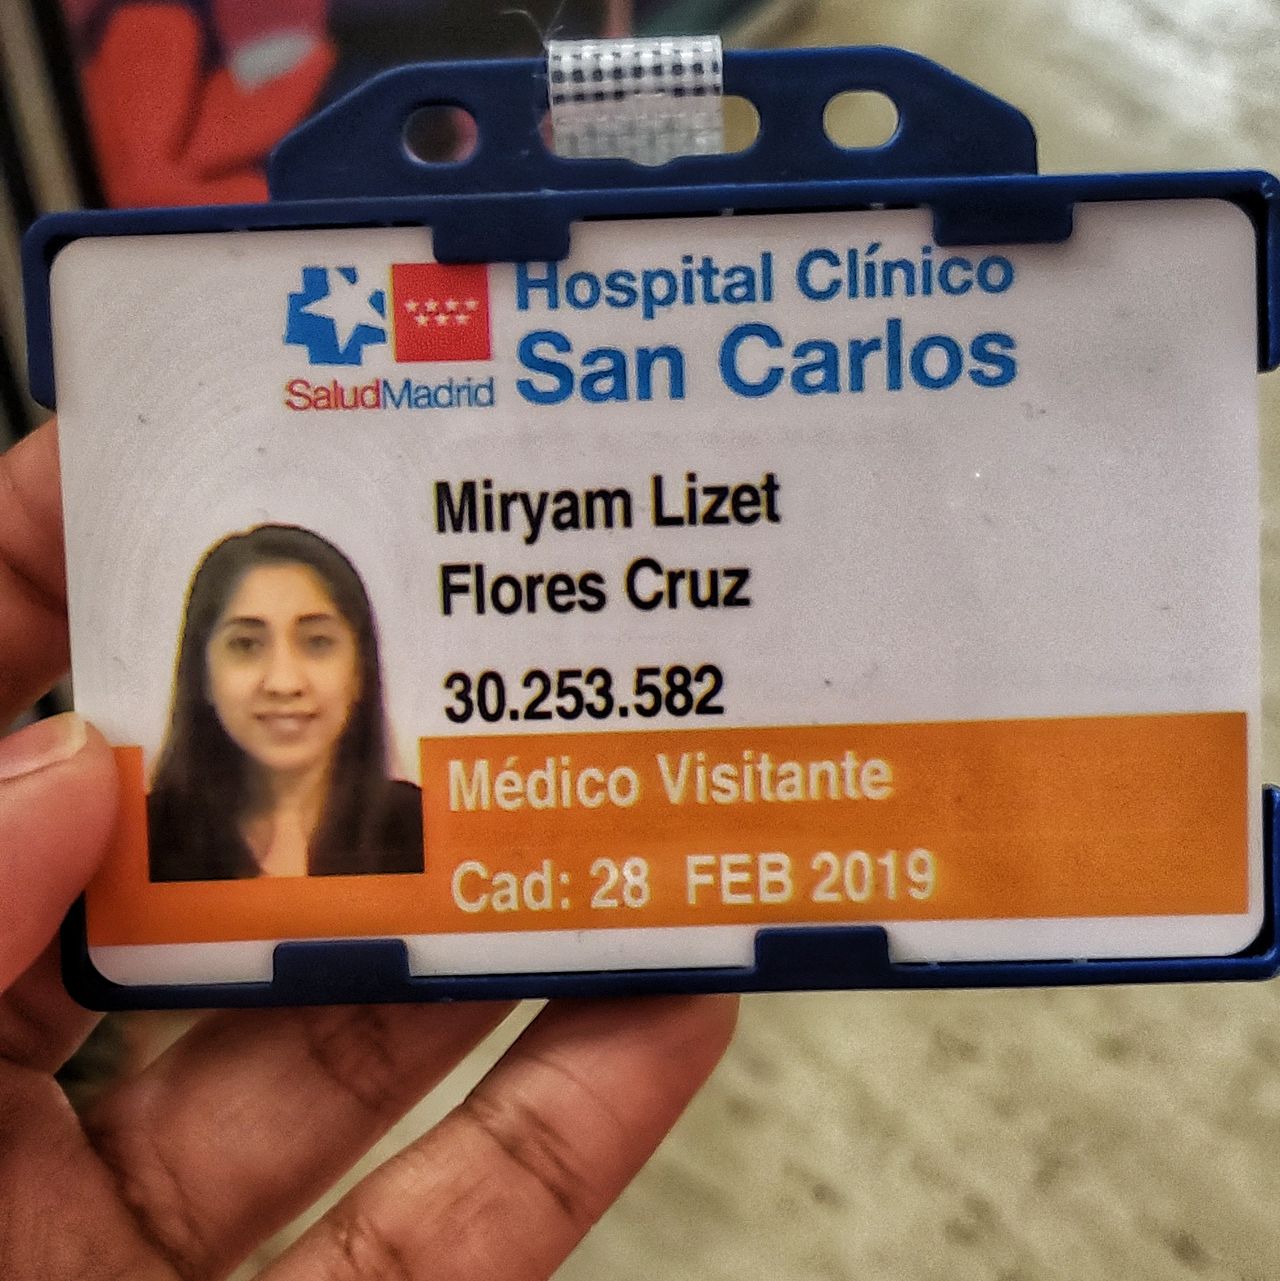 Hospital Clínico
San Carlos
SaludMadrid
Miryam Lizet
Flores Cruz
30.253.582
Médico Visitante
Cad: 28 FEB 2019